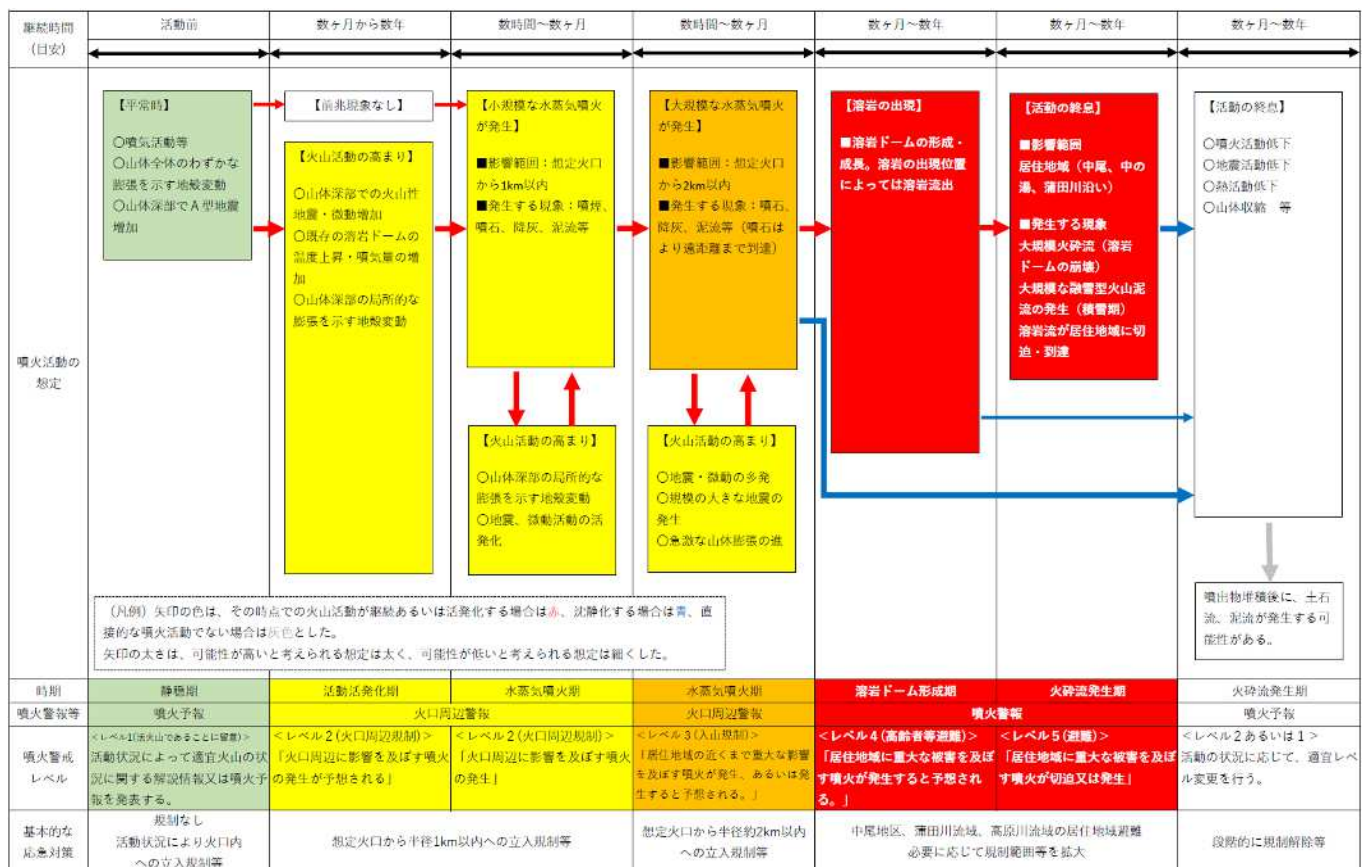 継続時間
(目安)
活動前
数ヶ月から数年
数時間～数ヶ月
数時間～数ヶ月
数ヶ月～数年
数ヶ月～数年
数ヶ月～数年
噴火活動の
想定
【平常時】
〇噴気活動等
〇山体全体のわずかな
膨張を示す地殻変動
〇山体深部でＡ型地震
増加
【前兆現象なし】
【火山活動の高まり】
〇山体深部での火山性
地震・微動増加
〇既存の溶岩ドームの
温度上昇・噴気量の増
加
〇山体深部の局所的な
膨張を示す地殻変動
【小規模な水蒸気噴火
が発生】
■影響範囲：想定火口
から1km以内
■発生する現象：噴煙、
噴石、降灰、泥流等
【火山活動の高まり】
〇山体深部の局所的な
膨張を示す地殻変動
〇地震、微動活動の活
発化
【大規模な水蒸気噴火
が発生】
■影響範囲：想定火口
から2km以内
■発生する現象：噴石、
降灰、泥流等（噴石は
より遠距離まで到達）
【火山活動の高まり】
〇地震・微動の多発
〇規模の大きな地震の
発生
〇急激な山体膨張の進
【溶岩の出現】
■溶岩ドームの形成・
成長。溶岩の出現位置
によっては溶岩流出
【活動の終息】
■影響範囲
居住地域（中尾、中の
湯、蒲田川沿い）
■発生する現象
大規模火砕流（溶岩
ドームの崩壊）
大規模な融雪型火山泥
流の発生（積雪期）
溶岩流が居住地域に切
迫・到達
【活動の終息】
〇噴火活動低下
〇地震活動低下
〇熱活動低下
〇山体収縮　等
噴出物堆積後に、土石
流、泥流が発生する可
能性がある。
（凡例）矢印の色は、その時点での火山活動が継続あるいは活発化する場合は赤、沈静化する場合は青、直
接的な噴火活動でない場合は灰色とした。
矢印の太さは、可能性が高いと考えられる想定は太く、可能性が低いと考えられる想定は細くした。
時期
静穏期
活動活発化期
水蒸気噴火期
水蒸気噴火期
溶岩ドーム形成期
火砕流発生期
火砕流発生期
噴火警報等
噴火予報
火口周辺警報
火口周辺警報
噴火警報
噴火予報
噴火警戒
レベル
＜レベル1(活火山であることに留意)＞
活動状況によって適宜火山の状
況に関する解説情報又は噴火予
報を発表する。
＜レベル２(火口周辺規制)＞
「火口周辺に影響を及ぼす噴火
の発生が予想される」
＜レベル２(火口周辺規制)＞
「火口周辺に影響を及ぼす噴火
の発生」
＜レベル３(入山規制)＞
「居住地域の近くまで重大な影響
を及ぼす噴火が発生、あるいは発
生すると予想される。」
＜レベル４(高齢者等避難)＞
「居住地域に重大な被害を及ぼ
す噴火が発生すると予想され
る。」
＜レベル５(避難)＞
「居住地域に重大な被害を及ぼ
す噴火が切迫又は発生」
＜レベル２あるいは１＞
活動の状況に応じて、適宜レベ
ル変更を行う。
基本的な
応急対策
規制なし
活動状況により火口内
への立入規制等
想定火口から半径1km以内への立入規制等
想定火口から半径約2km以内
への立入規制等
中尾地区、蒲田川流域、高原川流域の居住地域避難
必要に応じて規制範囲等を拡大
段階的に規制解除等